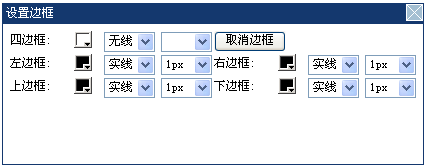 设置边框
四边框: 无线 取消边框
左边框: 实线 1px 右边框: 实线 1px
上边框: 实线 1px 下边框: 实线 1px